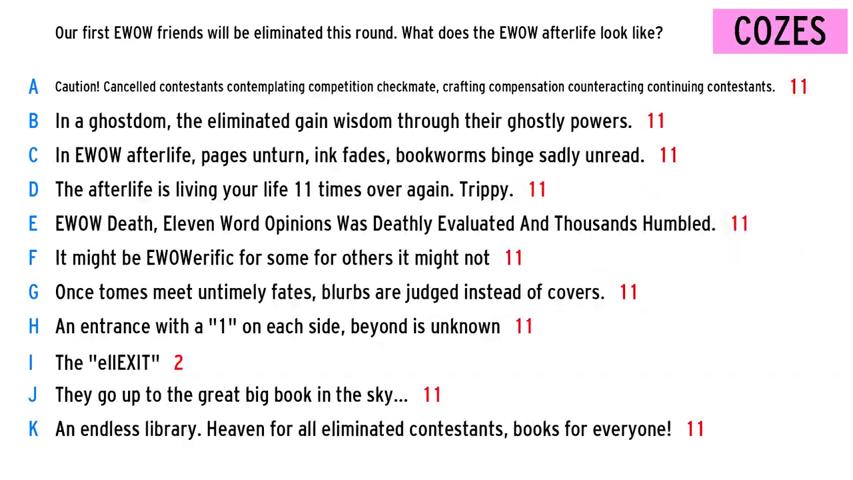 Our first EWOW friends will be eliminated this round. What does the EWOW afterlife look like?
COZES
A Caution! Cancelled contestants contemplating competition checkmate, crafting compensation counteracting continuing contestants. 11
B In a ghostdom, the eliminated gain wisdom through their ghostly powers. 11
C In EWOW afterlife, pages unturn, ink fades, bookworms binge sadly unread. 11
D The afterlife is living your life 11 times over again. Trippy. 11
E EWOW Death, Eleven Word Opinions Was Deathly Evaluated And Thousands Humbled. 11
F It might be EWOWerific for some for others it might not 11
G Once tomes meet untimely fates, blurbs are judged instead of covers. 11
H An entrance with a "1" on each side, beyond is unknown 11
I The "ellEXIT" 2
J They go up to the great big book in the sky... 11
K An endless library. Heaven for all eliminated contestants, books for everyone! 11